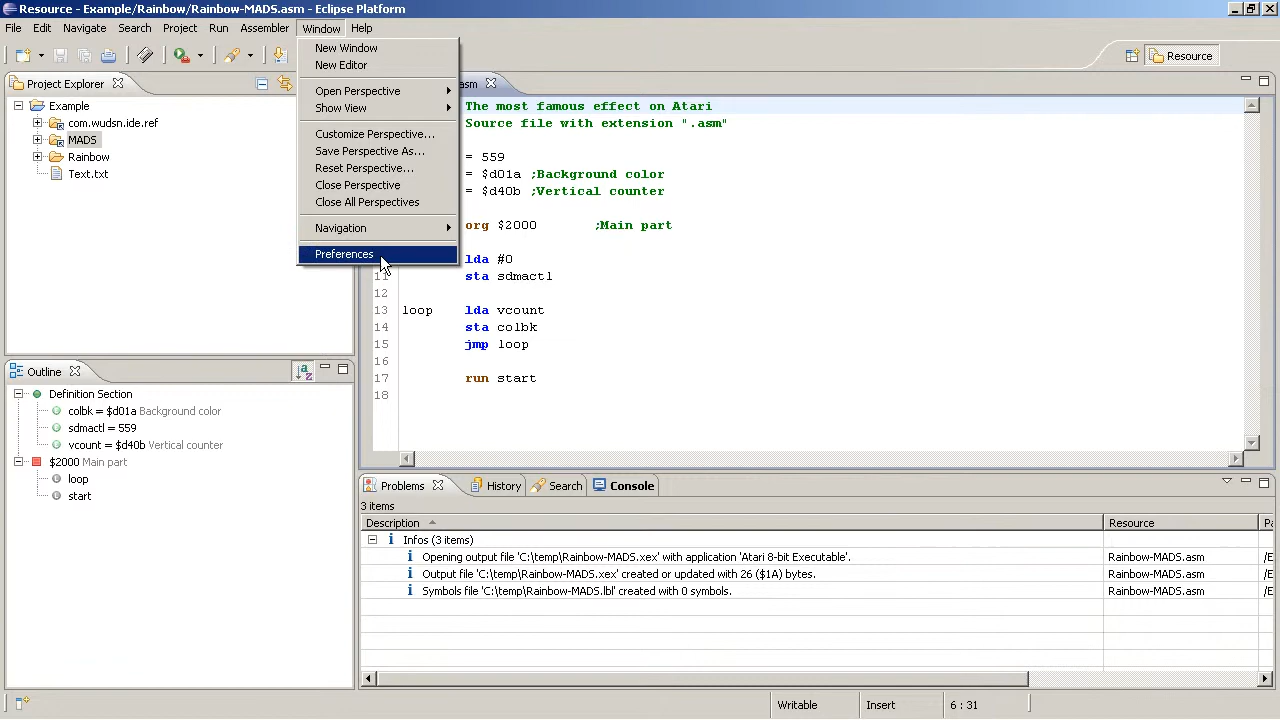 Resource - Example/Rainbow/Rainbow-MADS.asm - Eclipse Platform
File Edit Navigate Search Project Run Assembler Window Help
Resource
Project Explorer
Example
com.wudsn.ide.ref
MADS
Rainbow
Text.txt
New Window
New Editor
Open Perspective
Show View
Customize Perspective...
Save Perspective As...
Reset Perspective...
Close Perspective
Close All Perspectives
Navigation
Preferences
asm
The most famous effect on Atari
Source file with extension ".asm"
= 559
= $d01a ;Background color
= $d40b ;Vertical counter
org $2000 ;Main part
lda #0
11 sta sdmactl
12
13 loop lda vcount
14 sta colbk
15 jmp loop
16
17 run start
18
Outline
Definition Section
colbk = $d01a Background color
sdmactl = 559
vcount = $d40b Vertical counter
$2000 Main part
loop
start
Problems History Search Console
3 items
Description Resource Pa
Infos (3 items)
Opening output file 'C:\temp\Rainbow-MADS.xex' with application 'Atari 8-bit Executable'. Rainbow-MADS.asm /E
Output file 'C:\temp\Rainbow-MADS.xex' created or updated with 26 ($1A) bytes. Rainbow-MADS.asm /E
Symbols file 'C:\temp\Rainbow-MADS.lbl' created with 0 symbols. Rainbow-MADS.asm /E
Writable Insert 6 : 31